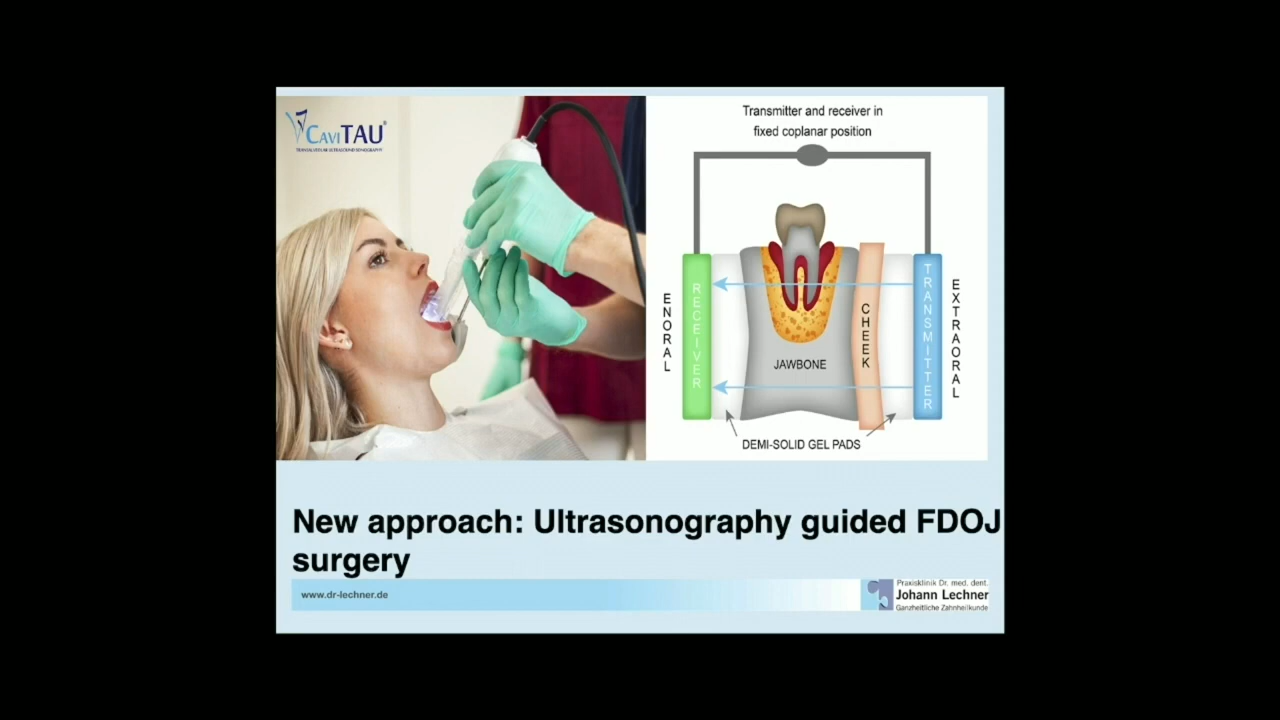 CAVITAU®
Transmitter and receiver in
fixed coplanar position
ENORAL
RECEIVER
JAWBONE
CHEEK
TRANSMITTER
EXTRAORAL
DEMI-SOLID GEL PADS
New approach: Ultrasonography guided FDOJ
surgery
www.dr-lechner.de
Praxisklinik Dr. med. dent.
Johann Lechner
Ganzheitliche Zahnheilkunde